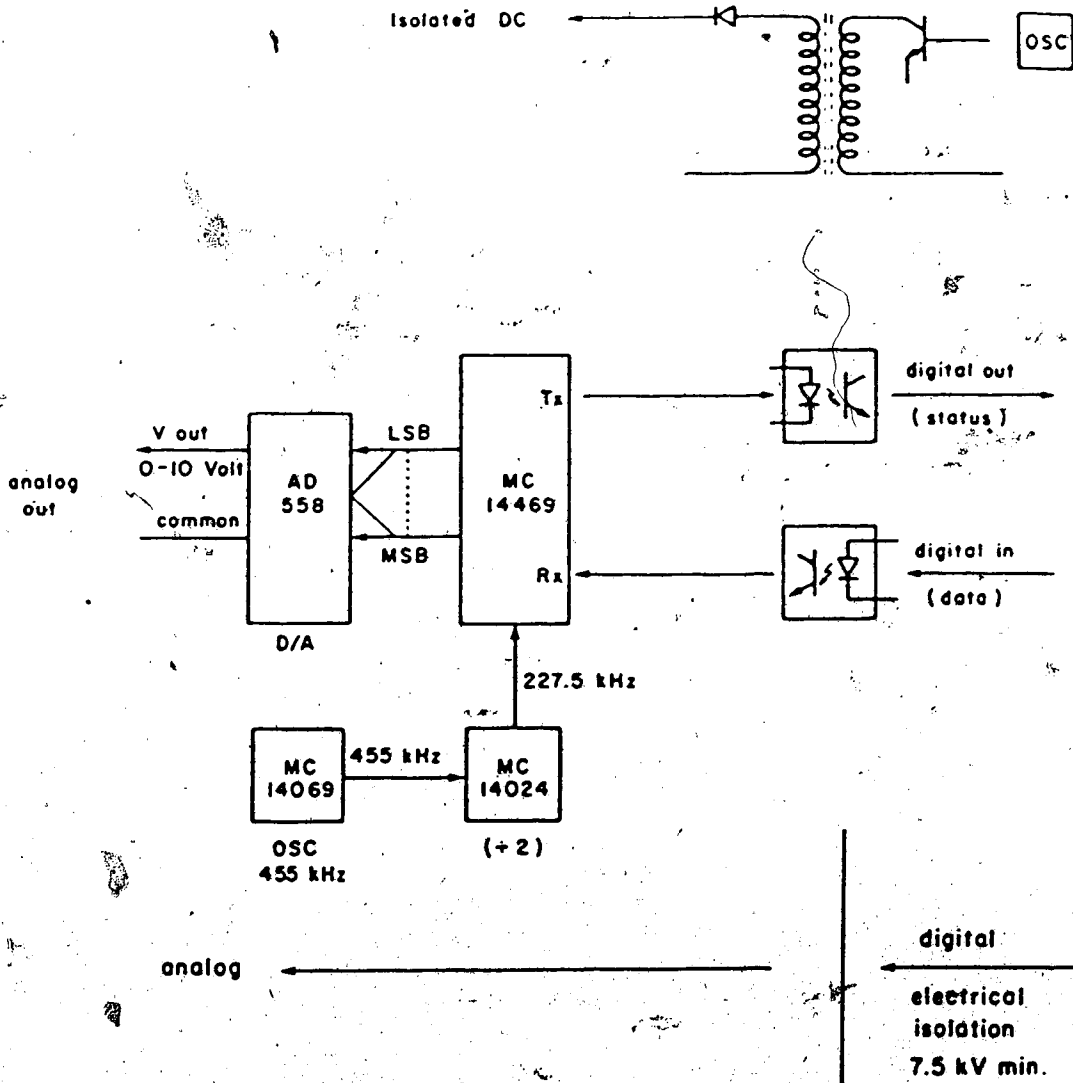 Isolated DC
OSC
digital out
(status)
Tx
LSB
V out
0-10 Volt
AD
558
MC
14469
analog
out
common
MSB
Rx
digital in
(data)
D/A
227.5 kHz
455 kHz
MC
14069
MC
14024
OSC
455 kHz
(÷2)
digital
analog
electrical
isolation
7.5 kV min.